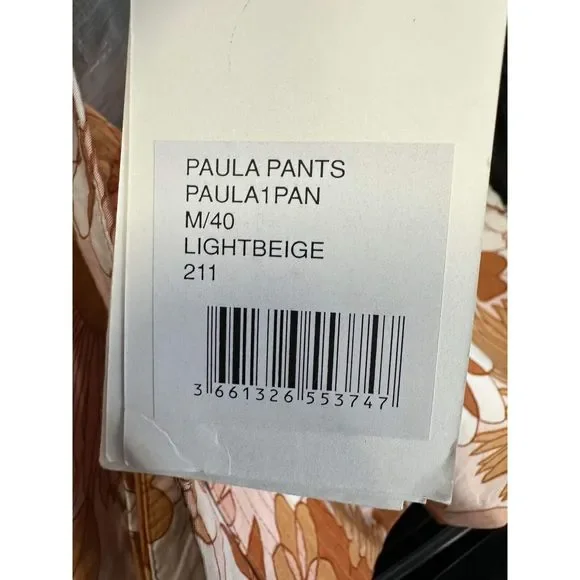 PAULA PANTS
PAULA1PAN
M/40
LIGHTBEIGE
211
3 661326 553747